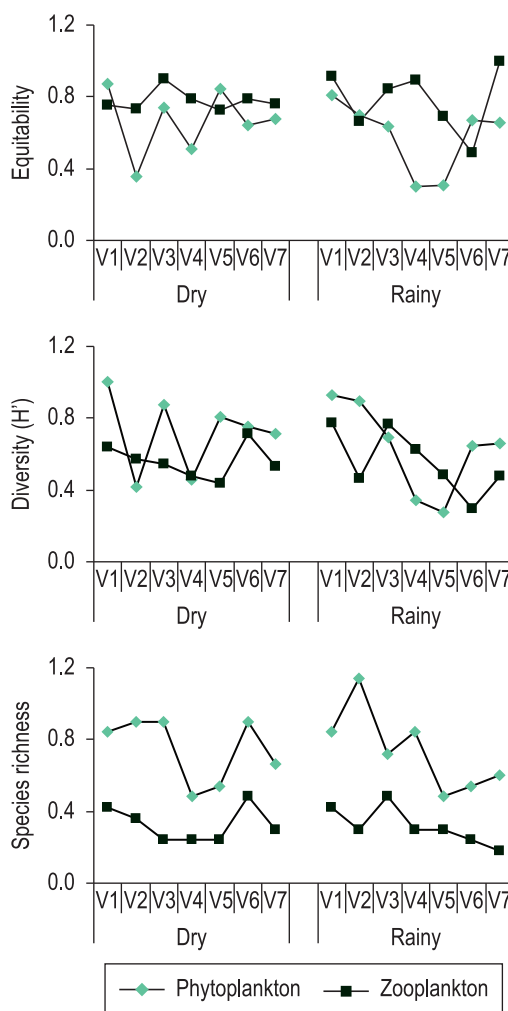 Equitability
1.2
0.8
0.4
0.0
V1 V2 V3 V4 V5 V6 V7 V1 V2 V3 V4 V5 V6 V7
Dry Rainy
Diversity (H')
1.2
0.8
0.4
0.0
V1 V2 V3 V4 V5 V6 V7 V1 V2 V3 V4 V5 V6 V7
Dry Rainy
Species richness
1.2
0.8
0.4
0.0
V1 V2 V3 V4 V5 V6 V7 V1 V2 V3 V4 V5 V6 V7
Dry Rainy
Phytoplankton Zooplankton